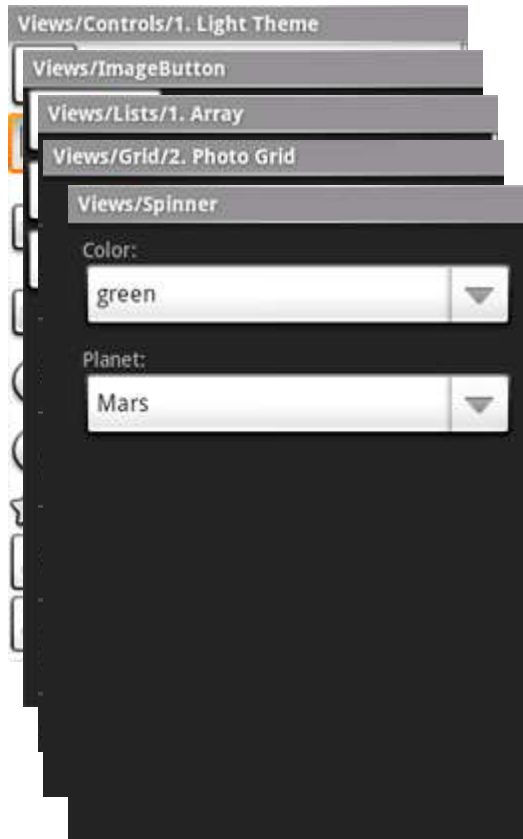 Views/Controls/1. Light Theme
Views/ImageButton
Views/Lists/1. Array
Views/Grid/2. Photo Grid
Views/Spinner
Color:
green
Planet:
Mars